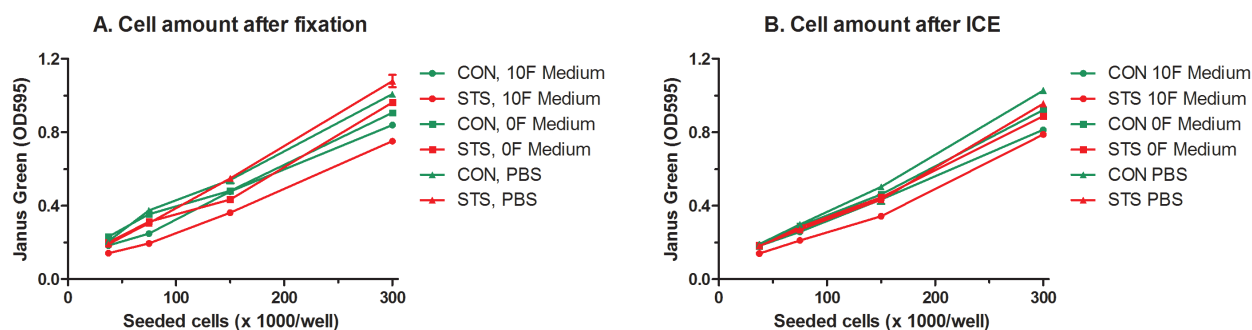 A. Cell amount after fixation
Janus Green (OD595)
1.2
0.8
0.4
0.0
0
100
200
300
Seeded cells (x 1000/well)
CON, 10F Medium
STS, 10F Medium
CON, 0F Medium
STS, 0F Medium
CON, PBS
STS, PBS
B. Cell amount after ICE
Janus Green (OD595)
1.2
0.8
0.4
0.0
0
100
200
300
Seeded cells (x 1000/well)
CON 10F Medium
STS 10F Medium
CON 0F Medium
STS 0F Medium
CON PBS
STS PBS